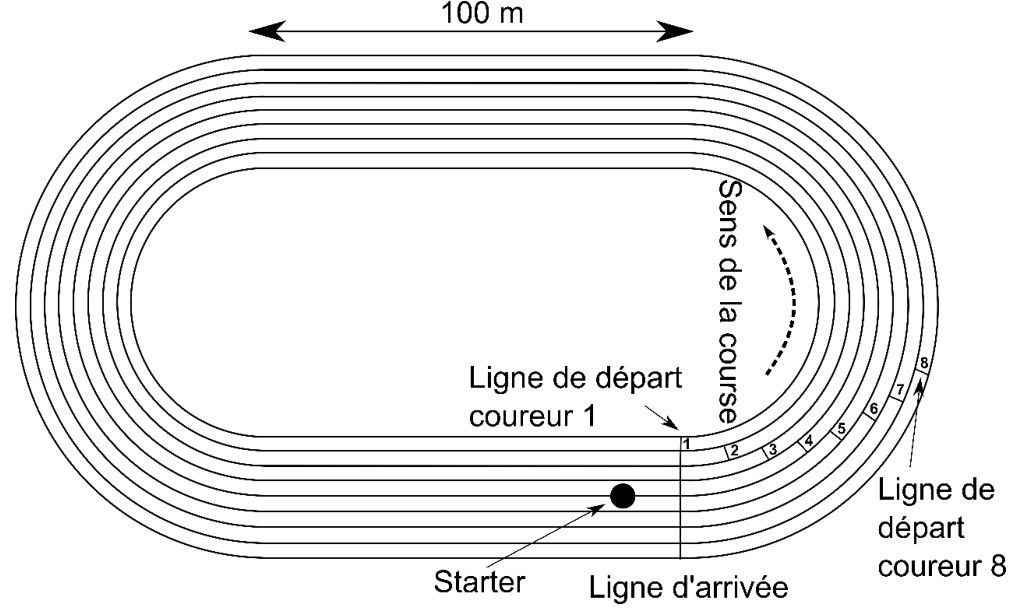 100 m
Sens de la course
Ligne de départ
coureur 1
1
2
3
4
5
6
7
8
Ligne de
départ
coureur 8
Starter
Ligne d'arrivée